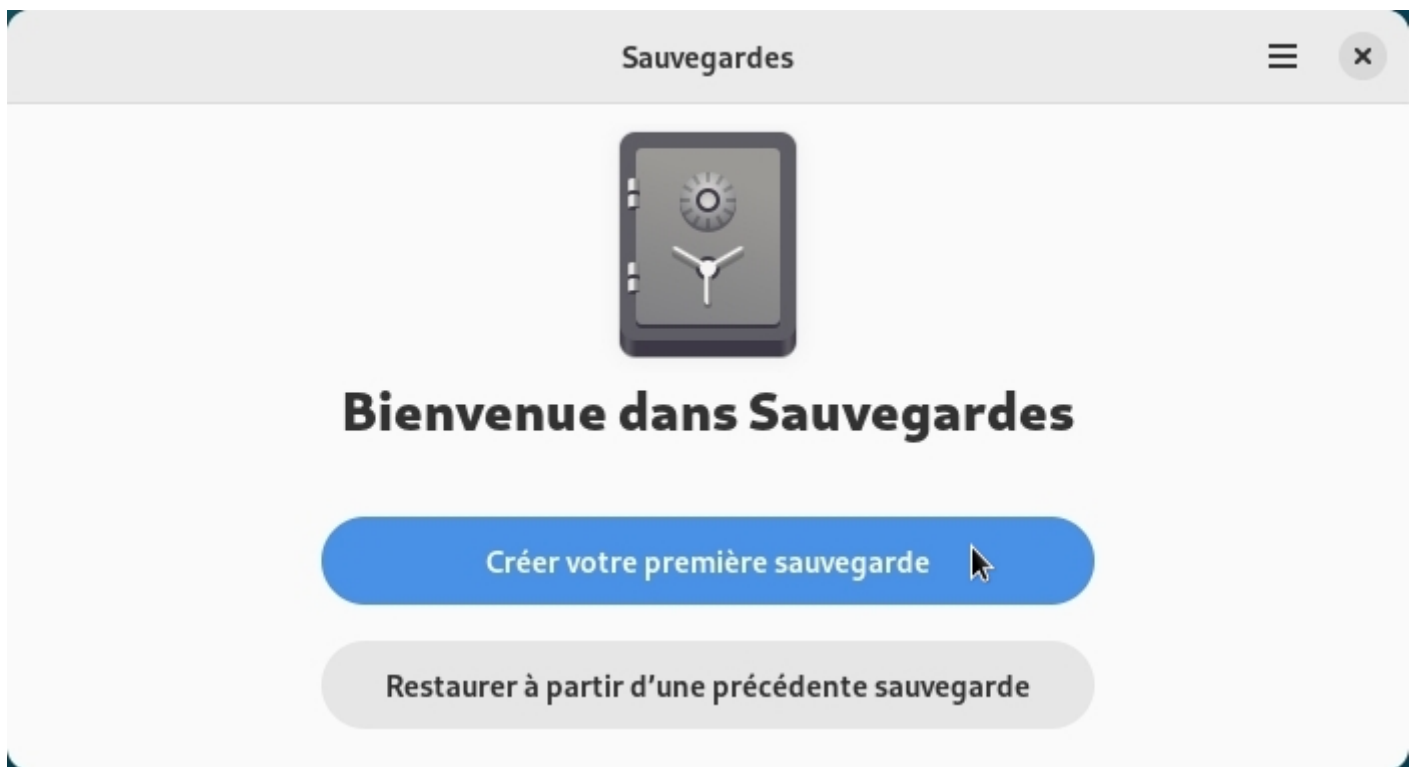 Sauvegardes
Bienvenue dans Sauvegardes
Créer votre première sauvegarde
Restaurer à partir d’une précédente sauvegarde